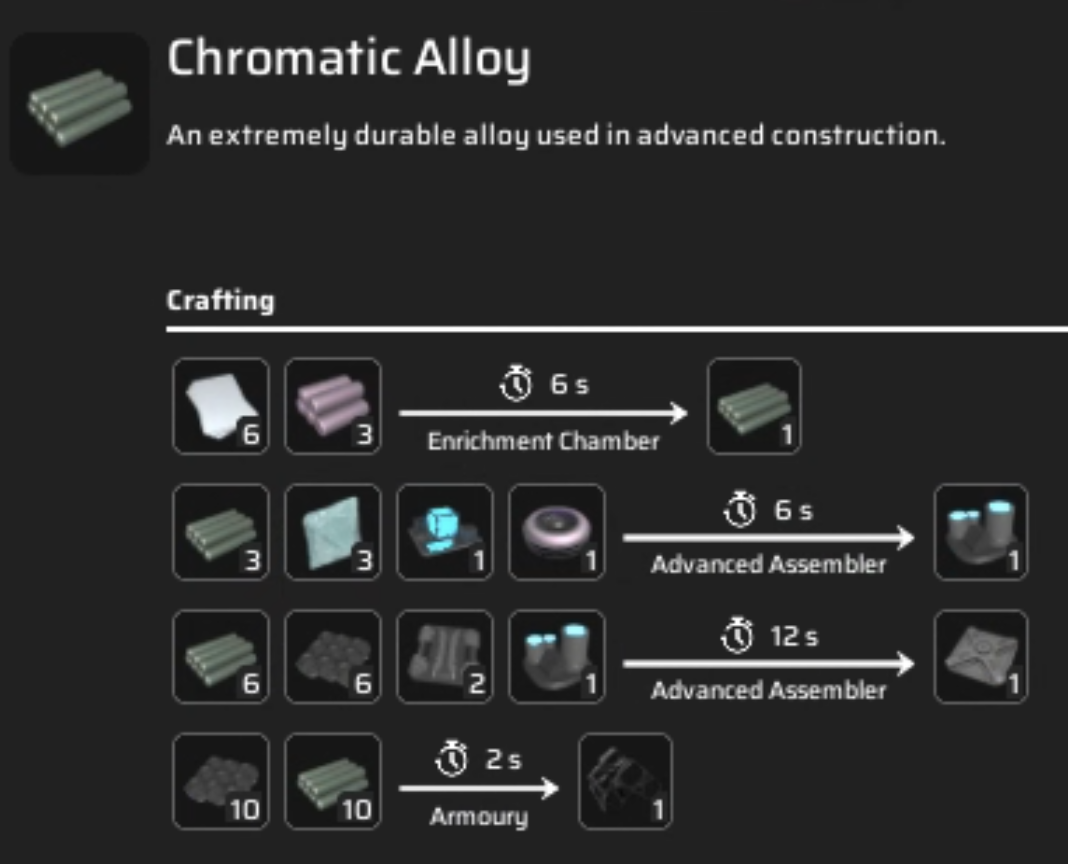 Chromatic Alloy
An extremely durable alloy used in advanced construction.
Crafting
6 3 6 s Enrichment Chamber 1
3 3 1 1 6 s Advanced Assembler 1
6 6 2 1 12 s Advanced Assembler 1
10 10 2 s Armoury 1